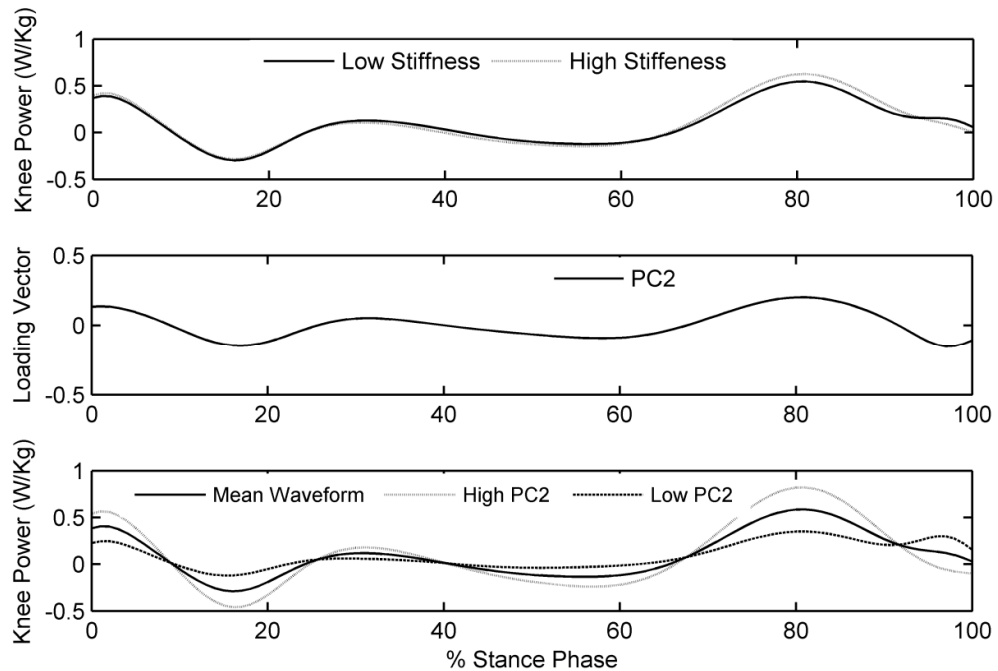 Knee Power (W/Kg)
1
0.5
0
-0.5
Low Stiffness
High Stiffeness
0 20 40 60 80 100
Loading Vector
0.5
0
-0.5
PC2
0 20 40 60 80 100
Knee Power (W/Kg)
1
0.5
0
-0.5
Mean Waveform
High PC2
Low PC2
0 20 40 60 80 100
% Stance Phase